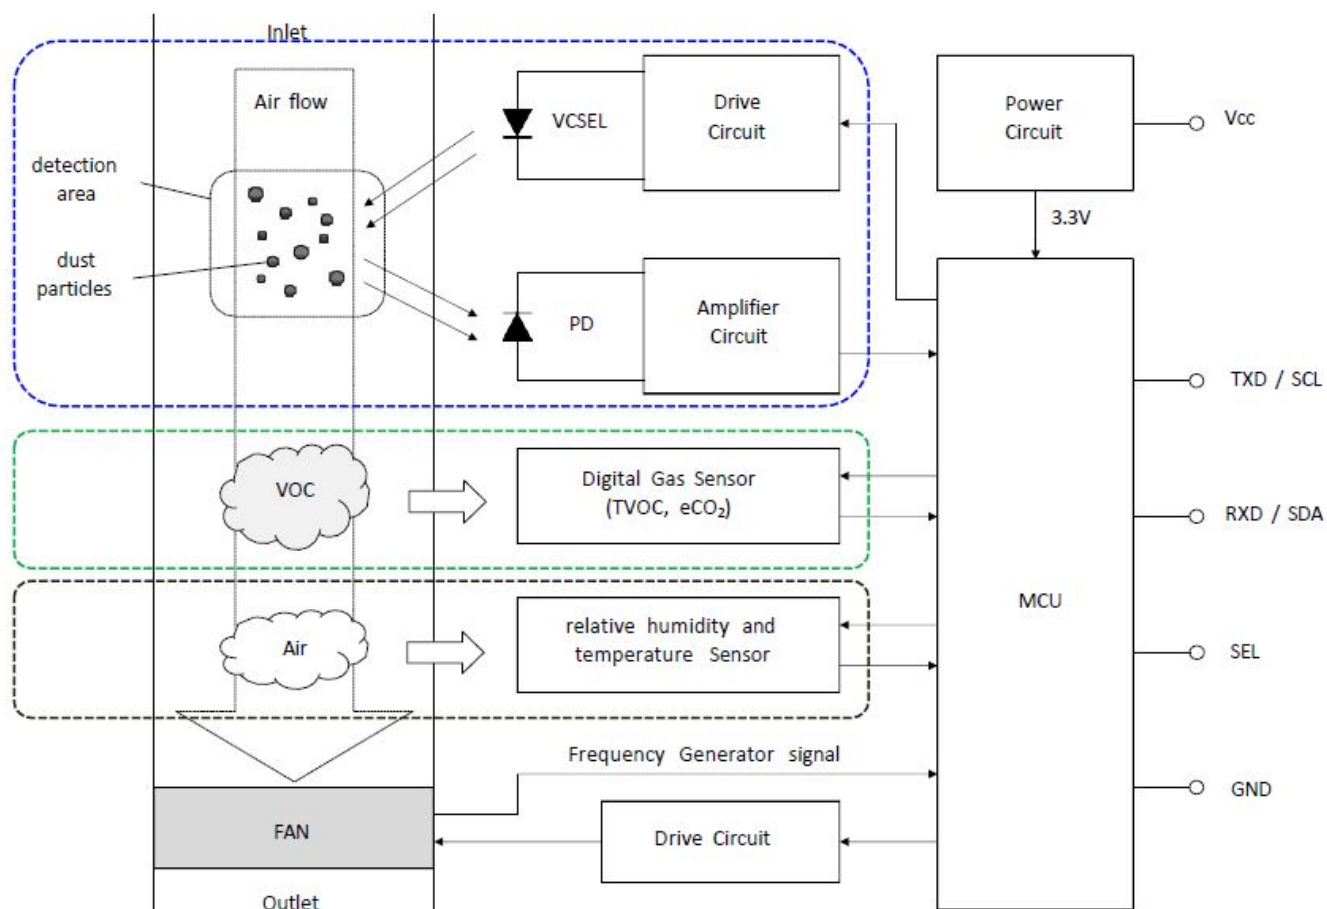 Inlet
Air flow
detection
area
dust
particles
VCSEL
Drive
Circuit
Power
Circuit
Vcc
3.3V
PD
Amplifier
Circuit
TXD / SCL
VOC
Digital Gas Sensor
(TVOC, eCO₂)
RXD / SDA
MCU
Air
relative humidity and
temperature Sensor
SEL
Frequency Generator signal
GND
FAN
Drive Circuit
Outlet